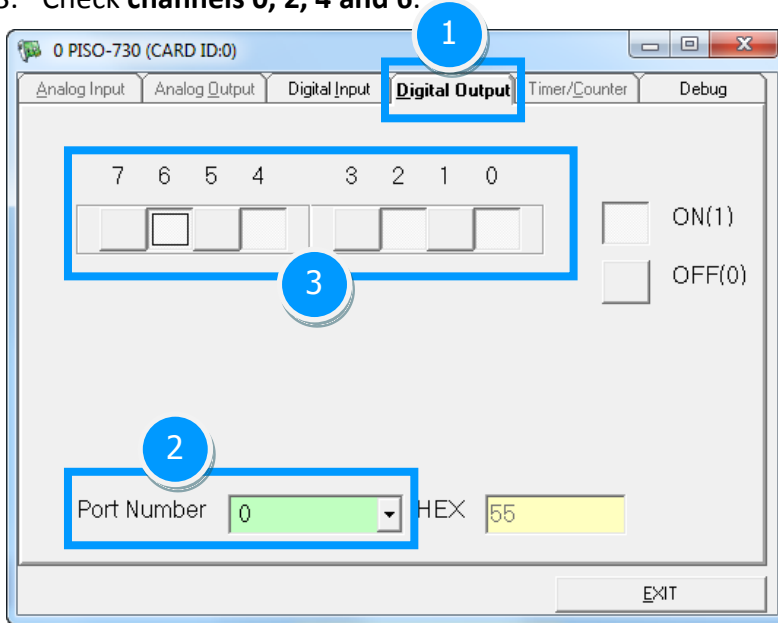 3. Check channels 0, 2, 4 and 6.
1
0 PISO-730 (CARD ID:0)
Analog Input Analog Output Digital Input Digital Output Timer/Counter Debug
7 6 5 4 3 2 1 0
ON(1)
3
OFF(0)
2
Port Number 0 HEX 55
EXIT